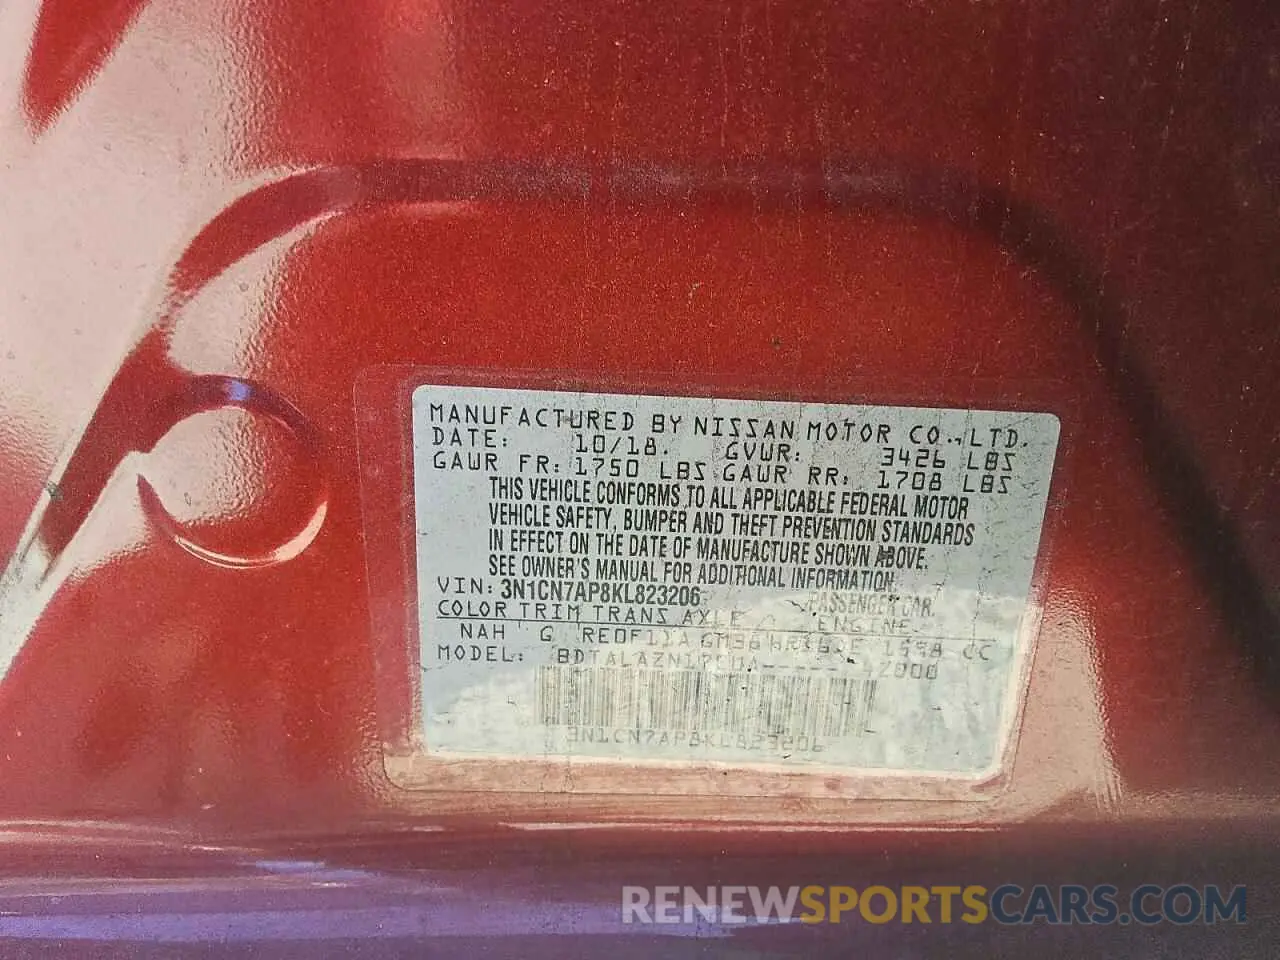 MANUFACTURED BY NISSAN MOTOR CO., LTD.
DATE: 10/18. GVWR: 3426 LBS
GAWR FR: 1750 LBS GAWR RR: 1708 LBS
THIS VEHICLE CONFORMS TO ALL APPLICABLE FEDERAL MOTOR
VEHICLE SAFETY, BUMPER AND THEFT PREVENTION STANDARDS
IN EFFECT ON THE DATE OF MANUFACTURE SHOWN ABOVE.
SEE OWNER'S MANUAL FOR ADDITIONAL INFORMATION.
VIN: 3N1CN7AP8KL823206 PASSENGER CAR.
COLOR TRIM TRANS AXLE ENGINE
NAH G 1598 CC
MODEL:
3N1CN7AP8KL823206
RENEWSPORTSCARS.COM